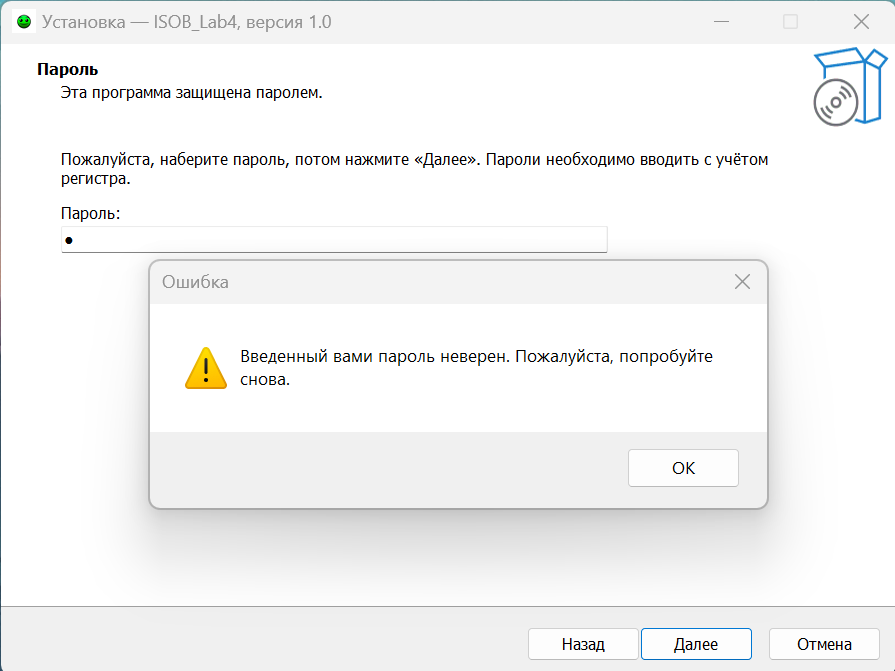 Установка — ISOB_Lab4, версия 1.0
Пароль
Эта программа защищена паролем.
Пожалуйста, наберите пароль, потом нажмите «Далее». Пароли необходимо вводить с учётом
регистра.
Пароль:
Ошибка
Введенный вами пароль неверен. Пожалуйста, попробуйте
снова.
ОК
Назад
Далее
Отмена